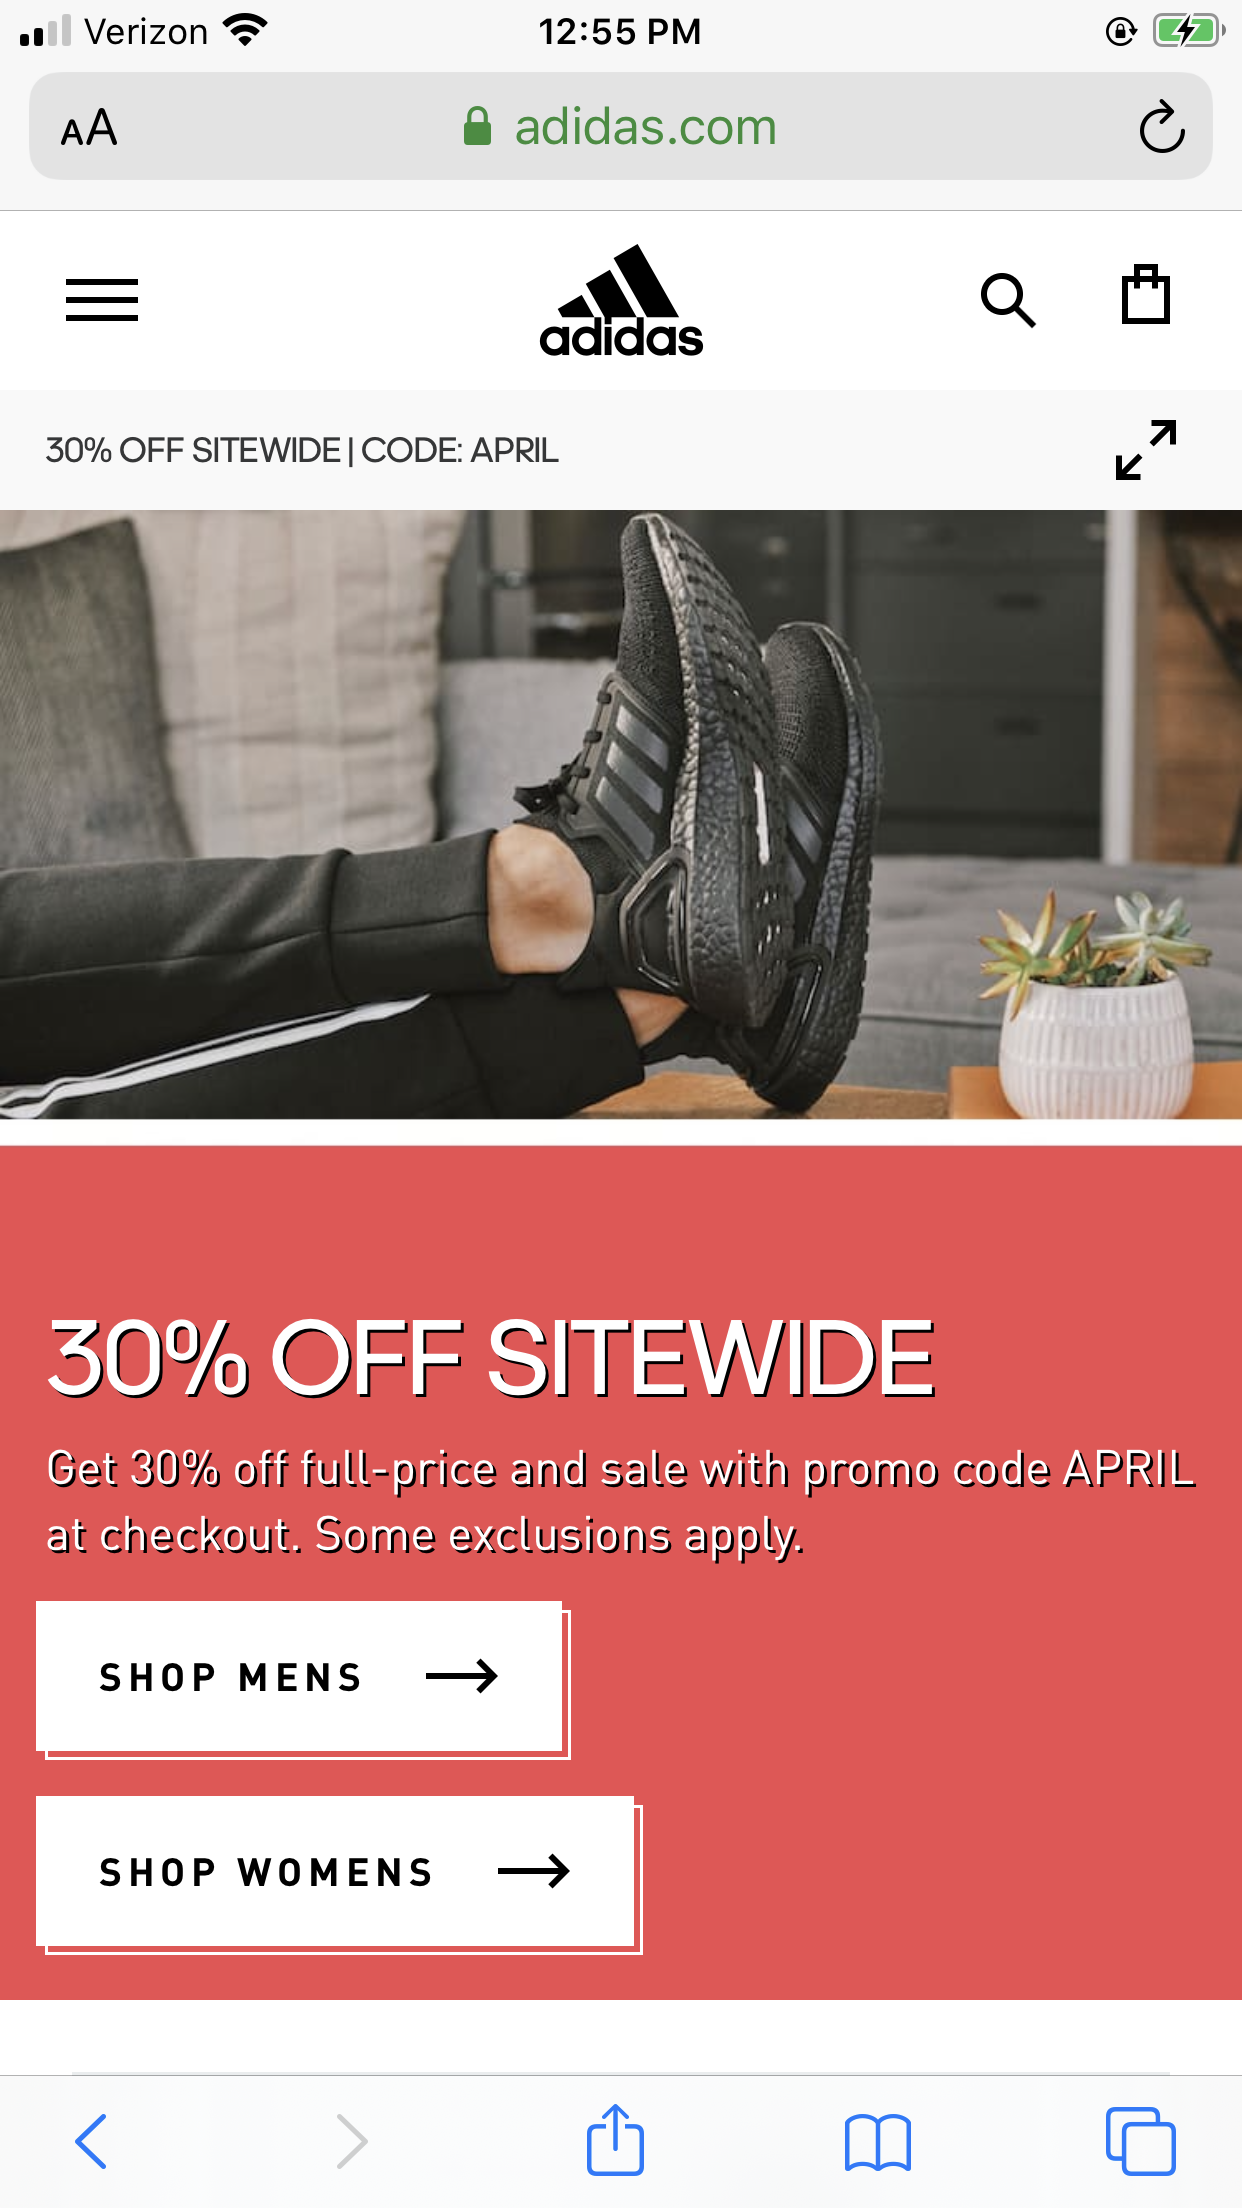 Verizon 12:55 PM
AA adidas.com
adidas
30% OFF SITEWIDE | CODE: APRIL
30% OFF SITEWIDE
Get 30% off full-price and sale with promo code APRIL
at checkout. Some exclusions apply.
SHOP MENS
SHOP WOMENS